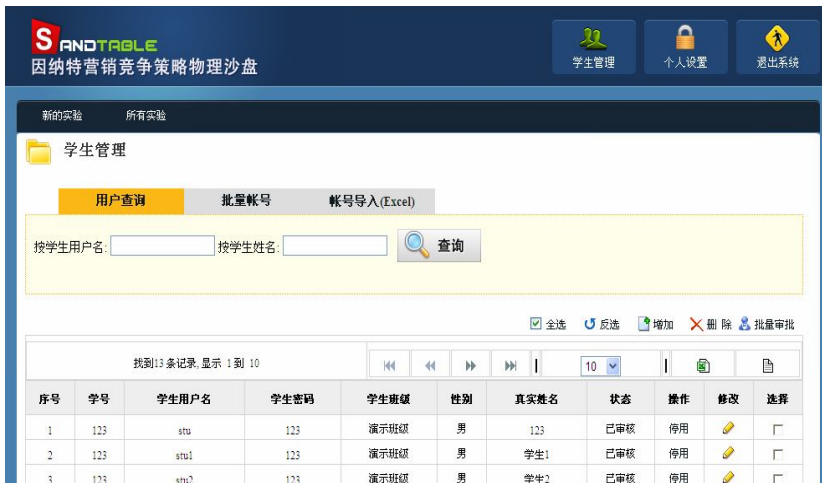 SANDTABLE
因纳特营销竞争策略物理沙盘
学生管理 个人设置 退出系统
新的实验 所有实验
学生管理
用户查询 批量帐号 帐号导入(Excel)
按学生用户名: 按学生姓名: 查询
全选 反选 增加 删 除 批量审批
找到13 条记录,显示 1 到 10 10
序号 学号 学生用户名 学生密码 学生班级 性别 真实姓名 状态 操作 修改 选择
1 123 stu 123 演示班级 男 123 已审核 停用
2 123 stu1 123 演示班级 男 学生1 已审核 停用
3 123 stu2 123 演示班级 男 学生2 已审核 停用